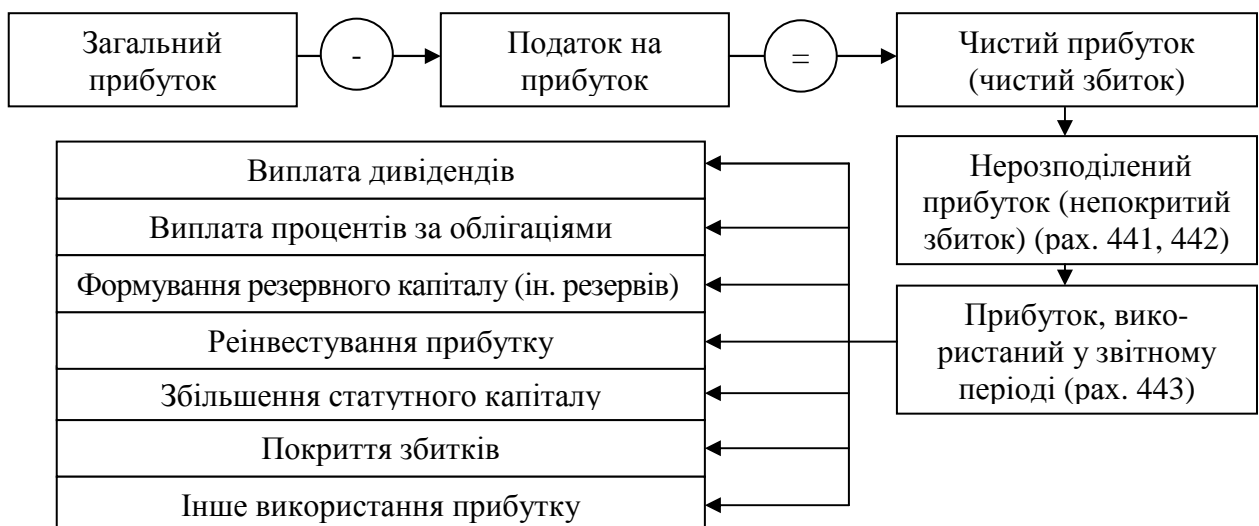 Загальний
прибуток
-
Податок на
прибуток
=
Чистий прибуток
(чистий збиток)
Нерозподілений
прибуток (непокритий
збиток) (рах. 441, 442)
Прибуток, вико-
ристаний у звітному
періоді (рах. 443)
Виплата дивідендів
Виплата процентів за облігаціями
Формування резервного капіталу (ін. резервів)
Реінвестування прибутку
Збільшення статутного капіталу
Покриття збитків
Інше використання прибутку